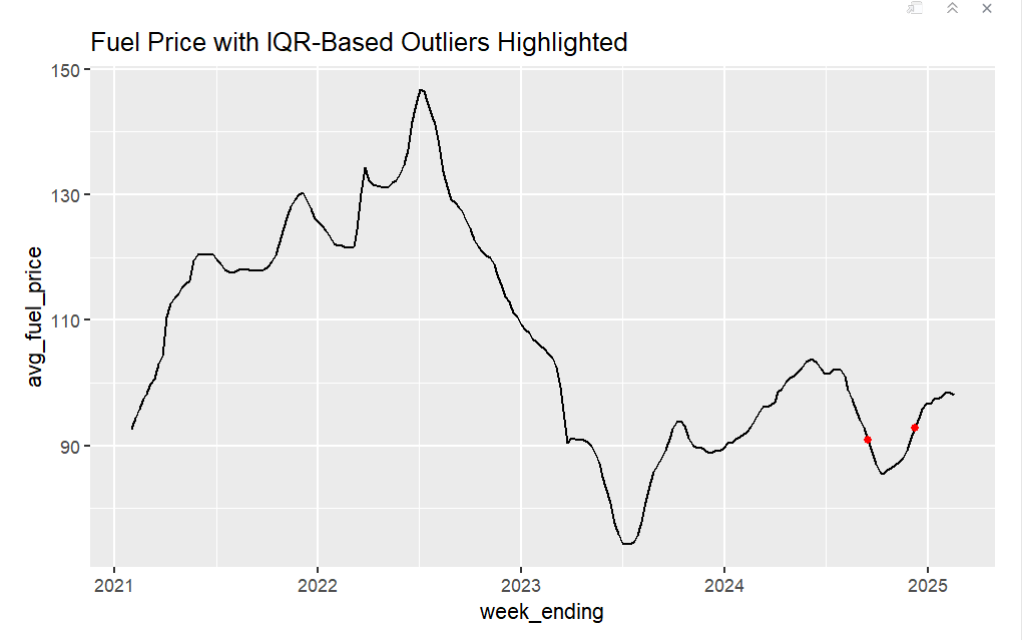 Fuel Price with IQR-Based Outliers Highlighted
150
130
110
90
avg_fuel_price
2021 2022 2023 2024 2025
week_ending